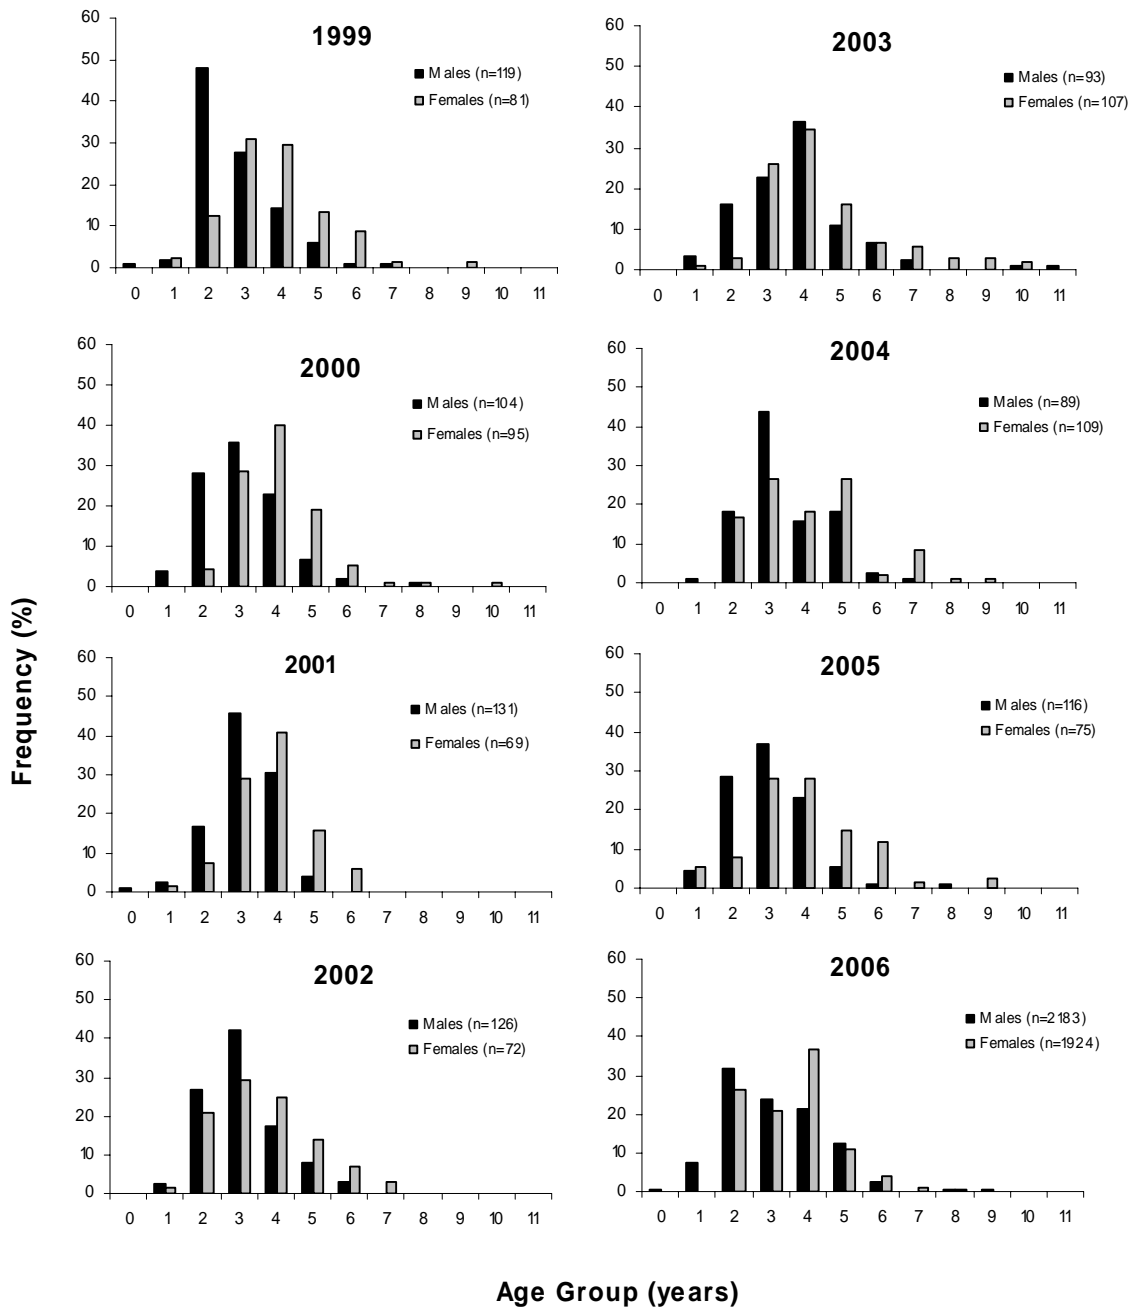 1999
Males (n=119)
Females (n=81)
60
50
40
30
20
10
0
0 1 2 3 4 5 6 7 8 9 10 11
2003
Males (n=93)
Females (n=107)
60
50
40
30
20
10
0
0 1 2 3 4 5 6 7 8 9 10 11
2000
Males (n=104)
Females (n=95)
60
50
40
30
20
10
0
0 1 2 3 4 5 6 7 8 9 10 11
2004
Males (n=89)
Females (n=109)
60
50
40
30
20
10
0
0 1 2 3 4 5 6 7 8 9 10 11
Frequency (%)
2001
Males (n=131)
Females (n=69)
60
50
40
30
20
10
0
0 1 2 3 4 5 6 7 8 9 10 11
2005
Males (n=116)
Females (n=75)
60
50
40
30
20
10
0
0 1 2 3 4 5 6 7 8 9 10 11
2002
Males (n=126)
Females (n=72)
60
50
40
30
20
10
0
0 1 2 3 4 5 6 7 8 9 10 11
2006
Males (n=2183)
Females (n=1924)
60
50
40
30
20
10
0
0 1 2 3 4 5 6 7 8 9 10 11
Age Group (years)